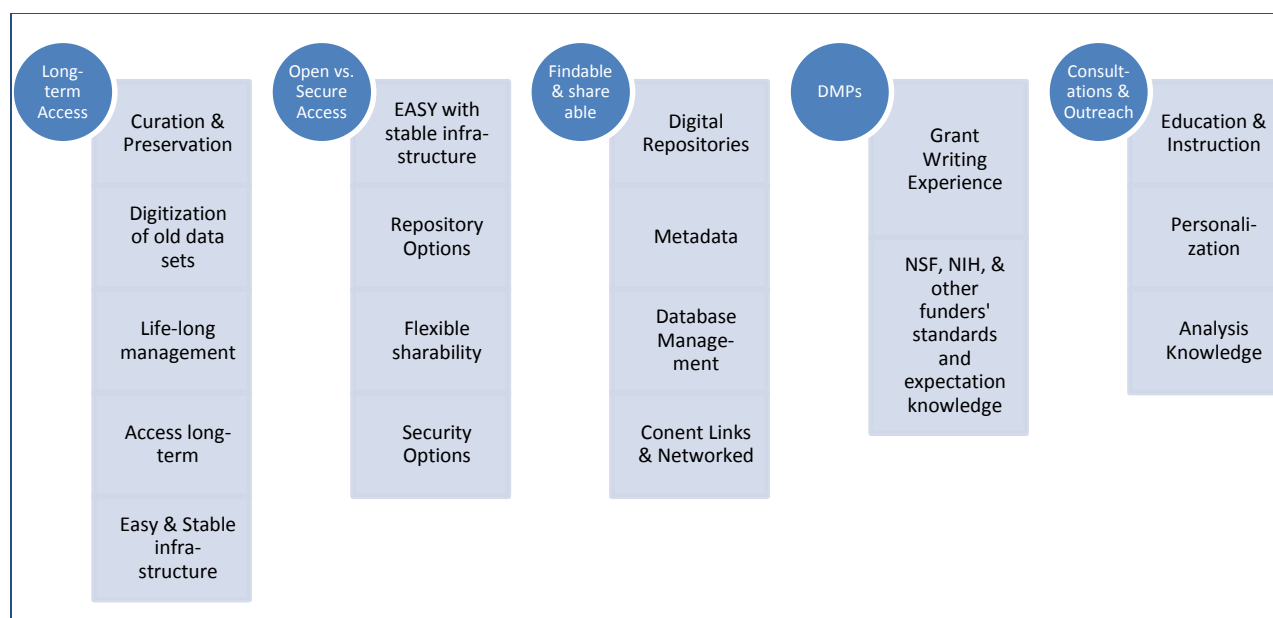 Long-
term
Access
Curation &
Preservation
Digitization
of old data
sets
Life-long
management
Access long-
term
Easy & Stable
infra-
structure
Open vs.
Secure
Access
EASY with
stable infra-
structure
Repository
Options
Flexible
sharability
Security
Options
Findable
& share
able
Digital
Repositories
Metadata
Database
Manage-
ment
Conent Links
& Networked
DMPs
Grant
Writing
Experience
NSF, NIH, &
other
funders'
standards
and
expectation
knowledge
Consult-
ations &
Outreach
Education &
Instruction
Personali-
zation
Analysis
Knowledge